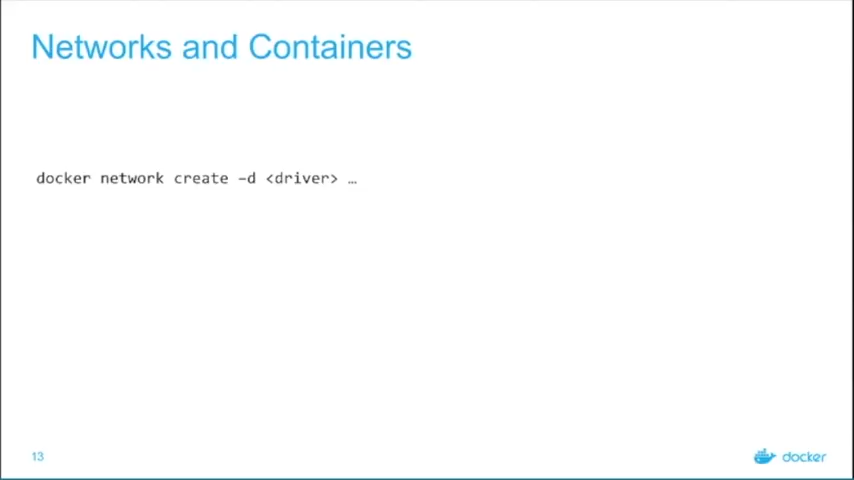 Networks and Containers
docker network create –d <driver> …
13
docker